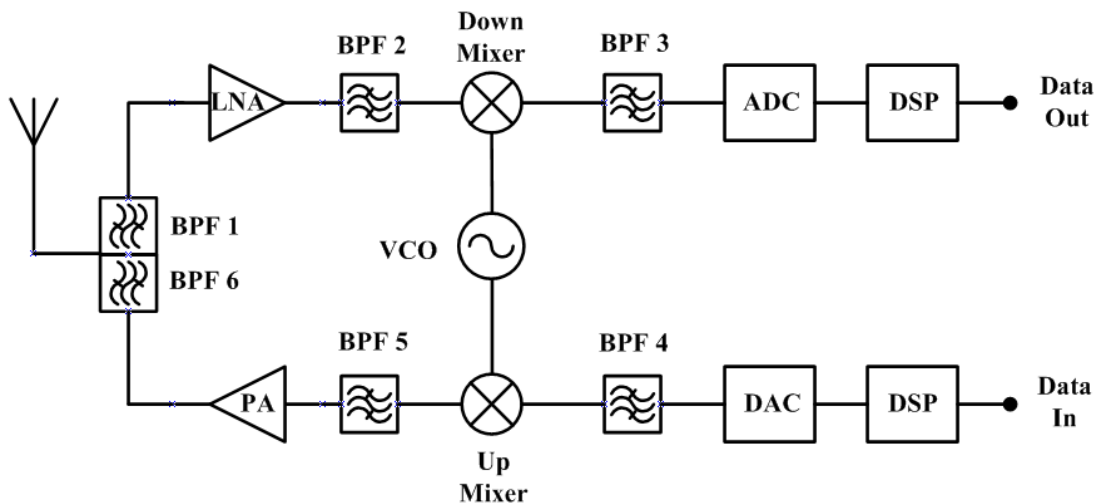 BPF 2
Down
Mixer
BPF 3
LNA
ADC
DSP
Data
Out
BPF 1
VCO
BPF 6
BPF 5
BPF 4
PA
DAC
DSP
Data
In
Up
Mixer